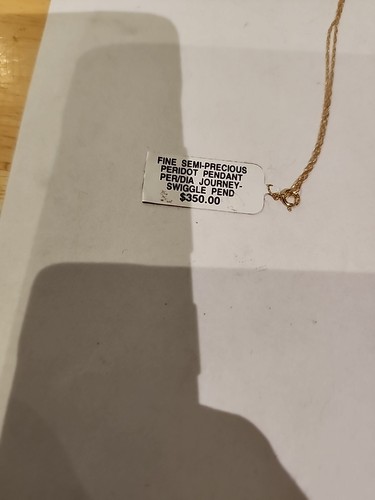 FINE SEMI-PRECIOUS
PERIDOT PENDANT
PER/DIA JOURNEY-
SWIGGLE PEND
$350.00